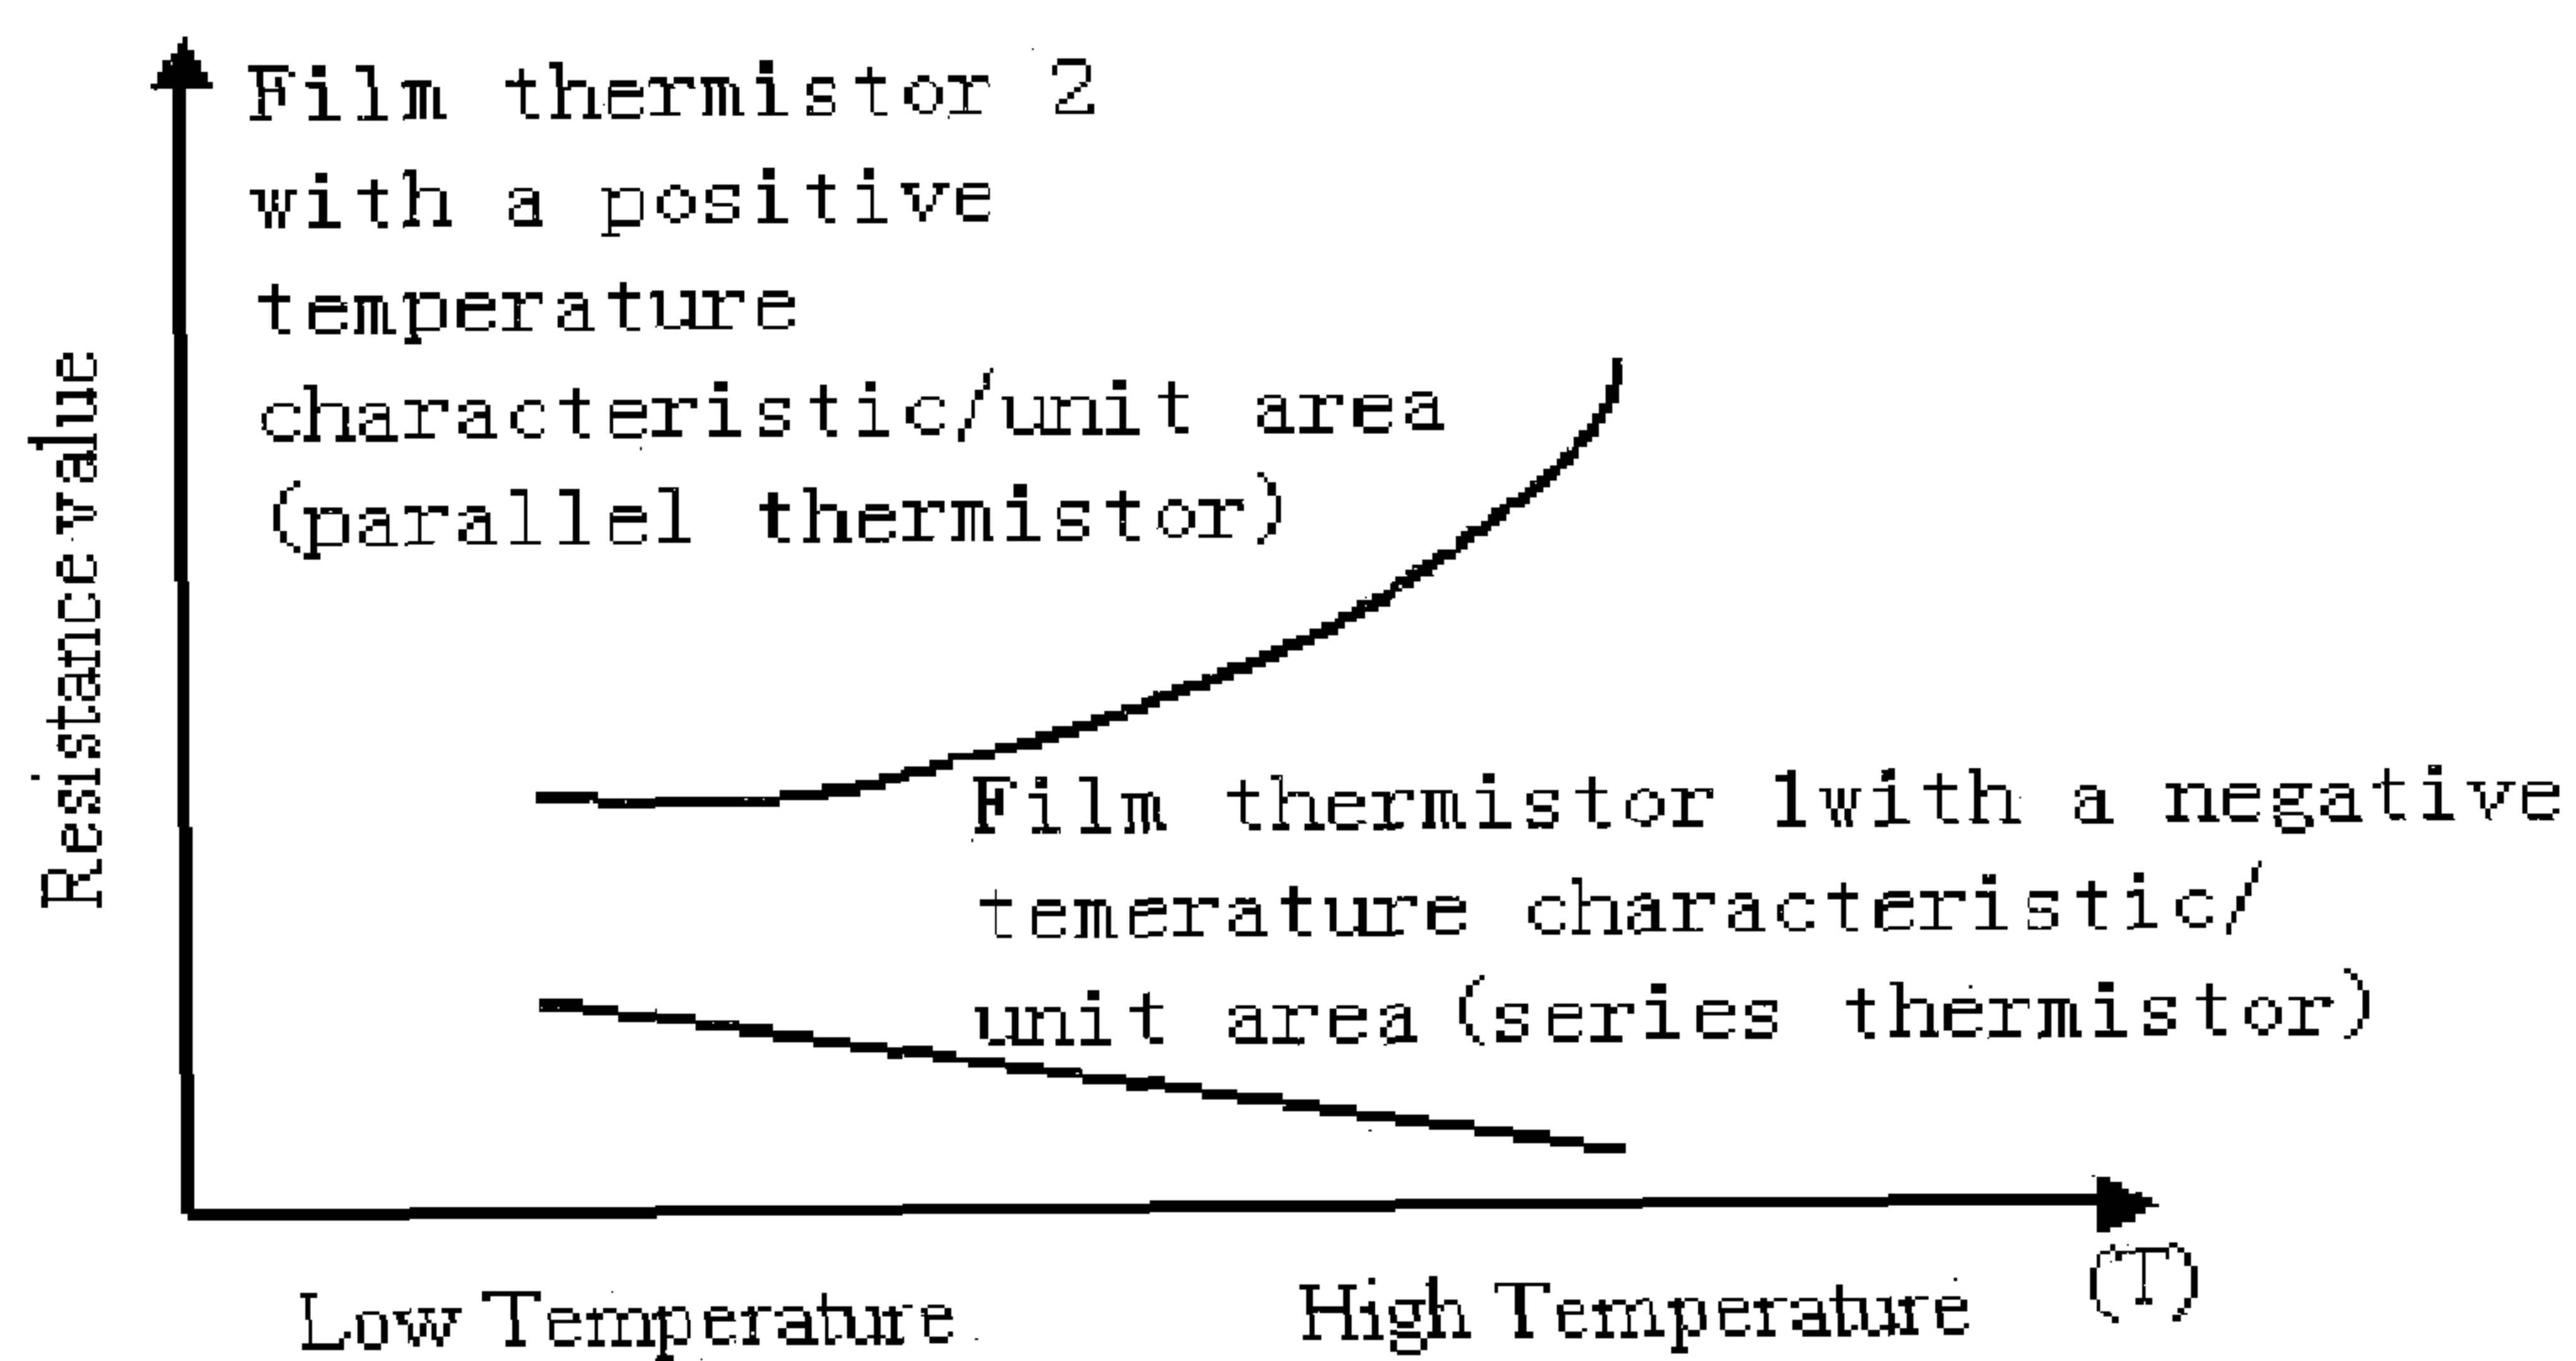 Film thermistor 2
with a positive
temperature
characteristic/unit area
(parallel thermistor)
Resistance value
Film thermistor 1with a negative
temerature characteristic/
unit area (series thermistor)
(T)
Low Temperature
High Temperature